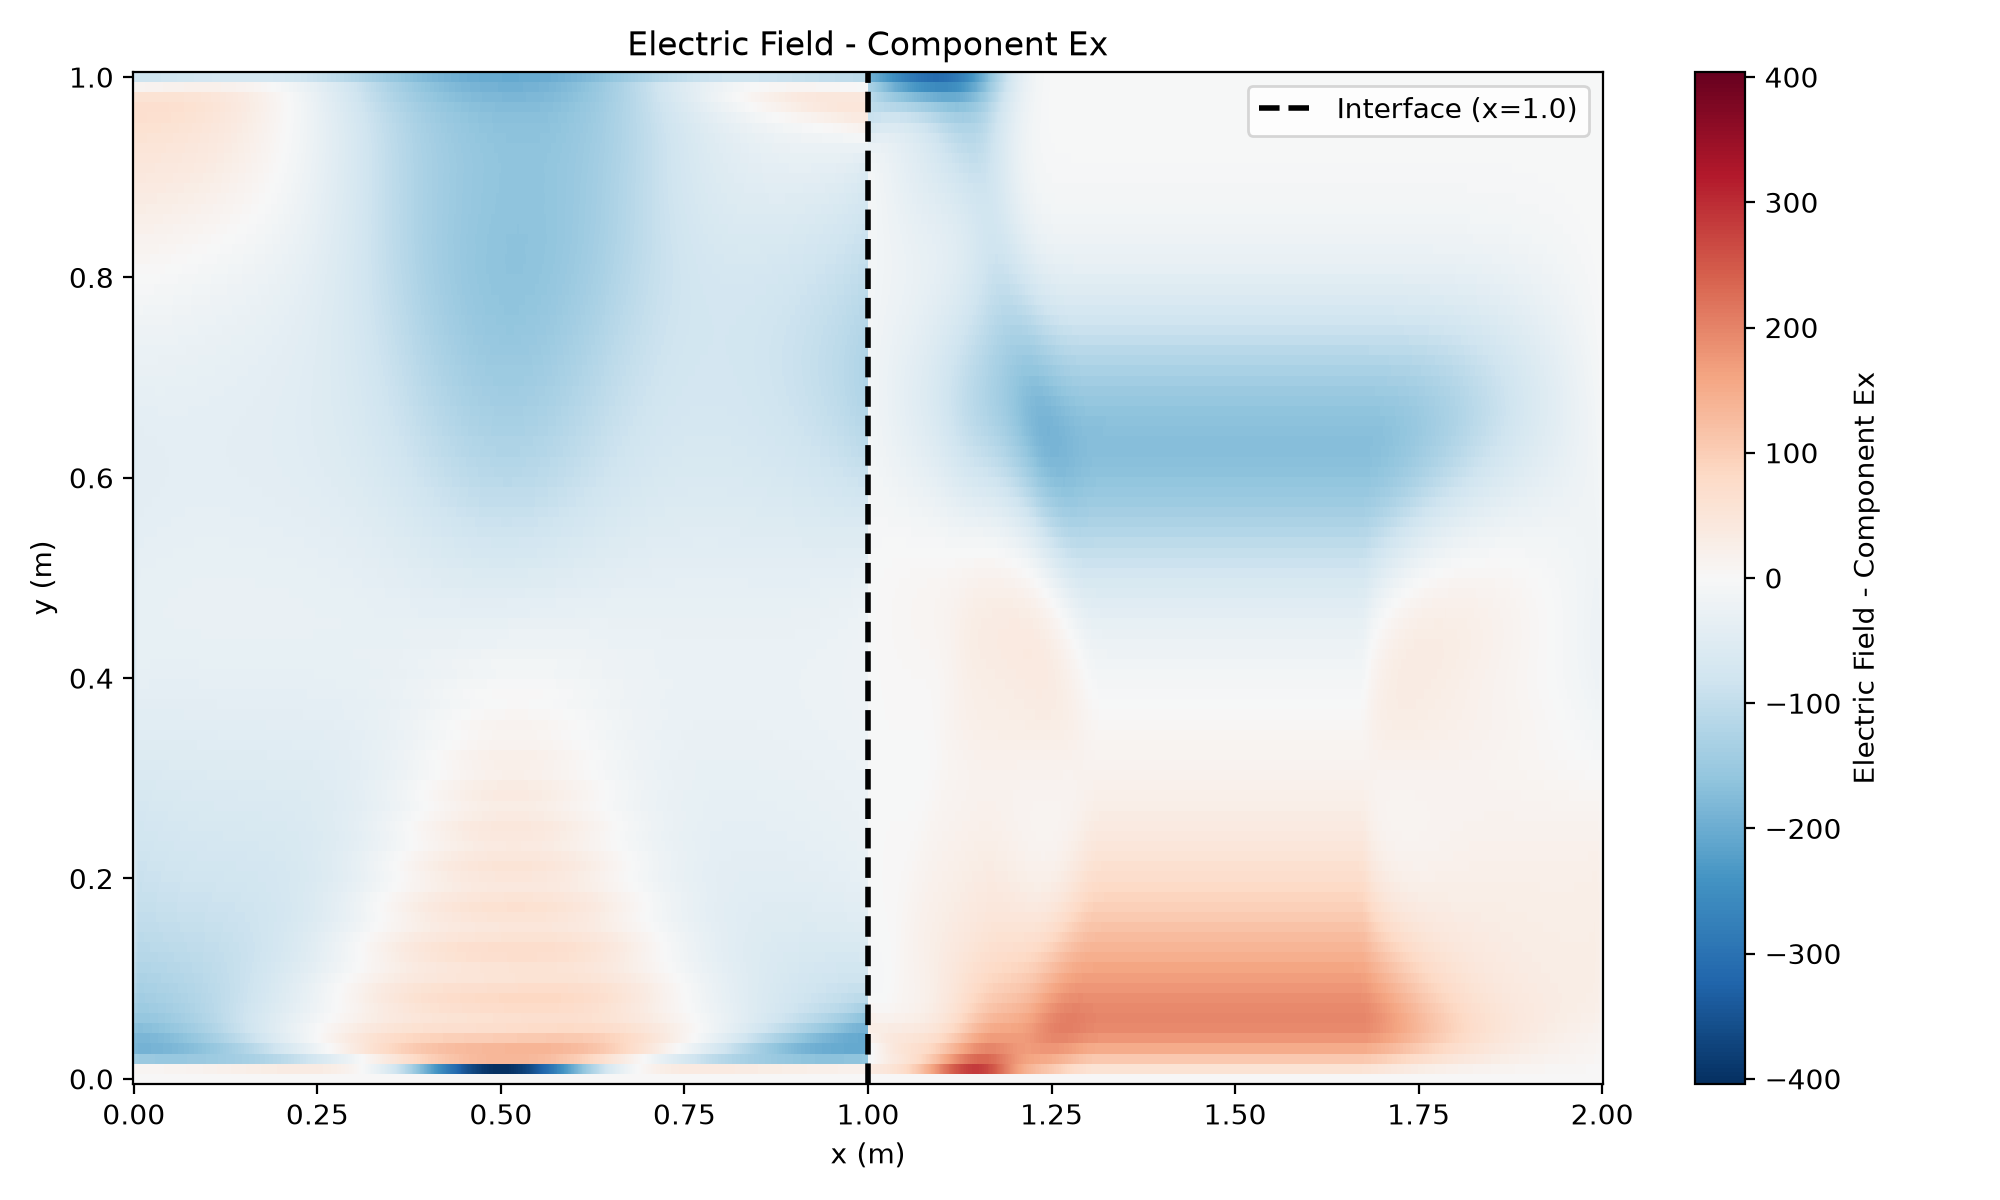 Electric Field - Component Ex
Interface (x=1.0)
y (m)
1.0
0.8
0.6
0.4
0.2
0.0
0.00 0.25 0.50 0.75 1.00 1.25 1.50 1.75 2.00
x (m)
400
300
200
100
0
−100
−200
−300
−400
Electric Field - Component Ex